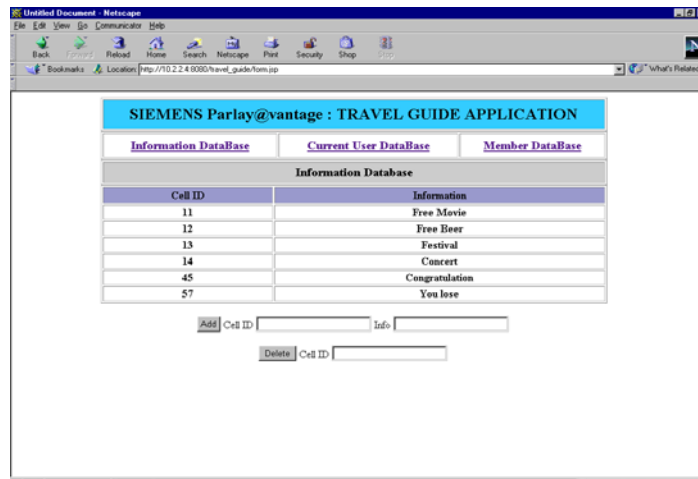 Untitled Document - Netscape
File Edit View Go Communicator Help
Back Forward Reload Home Search Netscape Print Security Shop Stop
Bookmarks Location: http://10.2.2.4:8080/travel_guide/form.jsp What's Related
SIEMENS Parlay@vantage : TRAVEL GUIDE APPLICATION
Information DataBase Current User DataBase Member DataBase
Information Database
Cell ID Information
11 Free Movie
12 Free Beer
13 Festival
14 Concert
45 Congratulation
57 You lose
Add Cell ID Info
Delete Cell ID